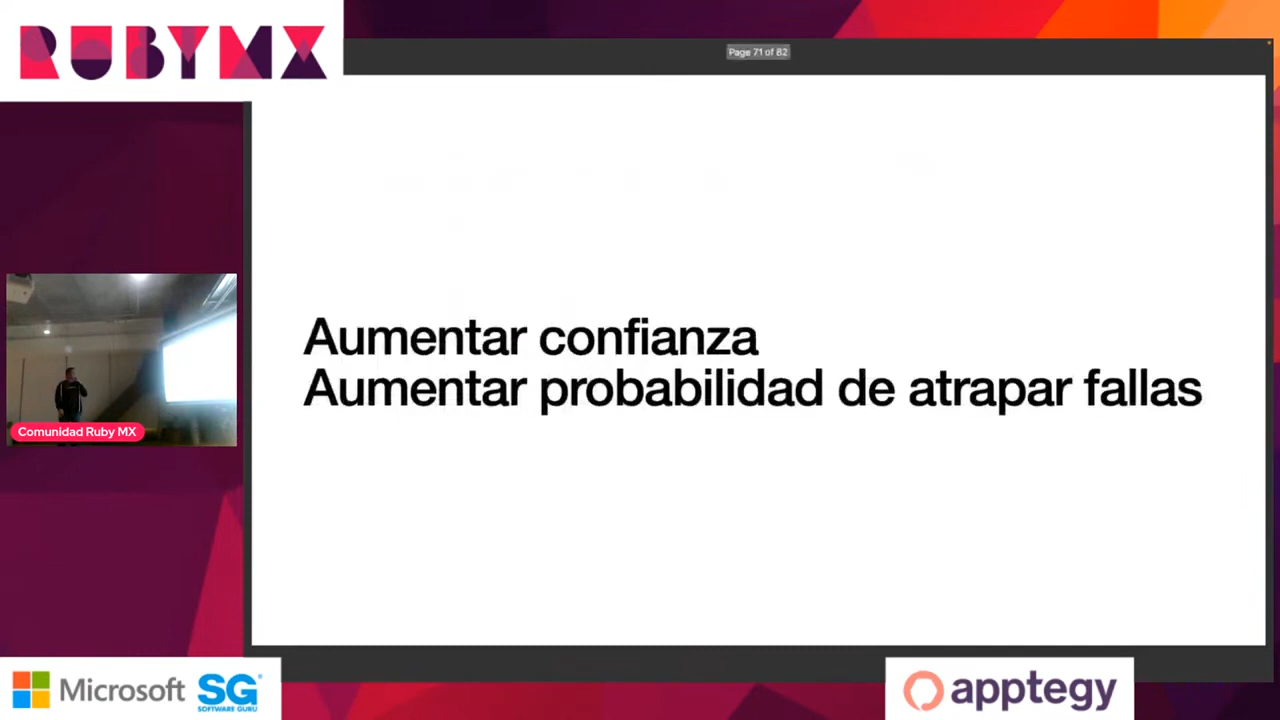 RUBYMX
Page 71 of 82
Aumentar confianza
Aumentar probabilidad de atrapar fallas
Comunidad Ruby MX
Microsoft
SG
SOFTWARE GURU
apptegy